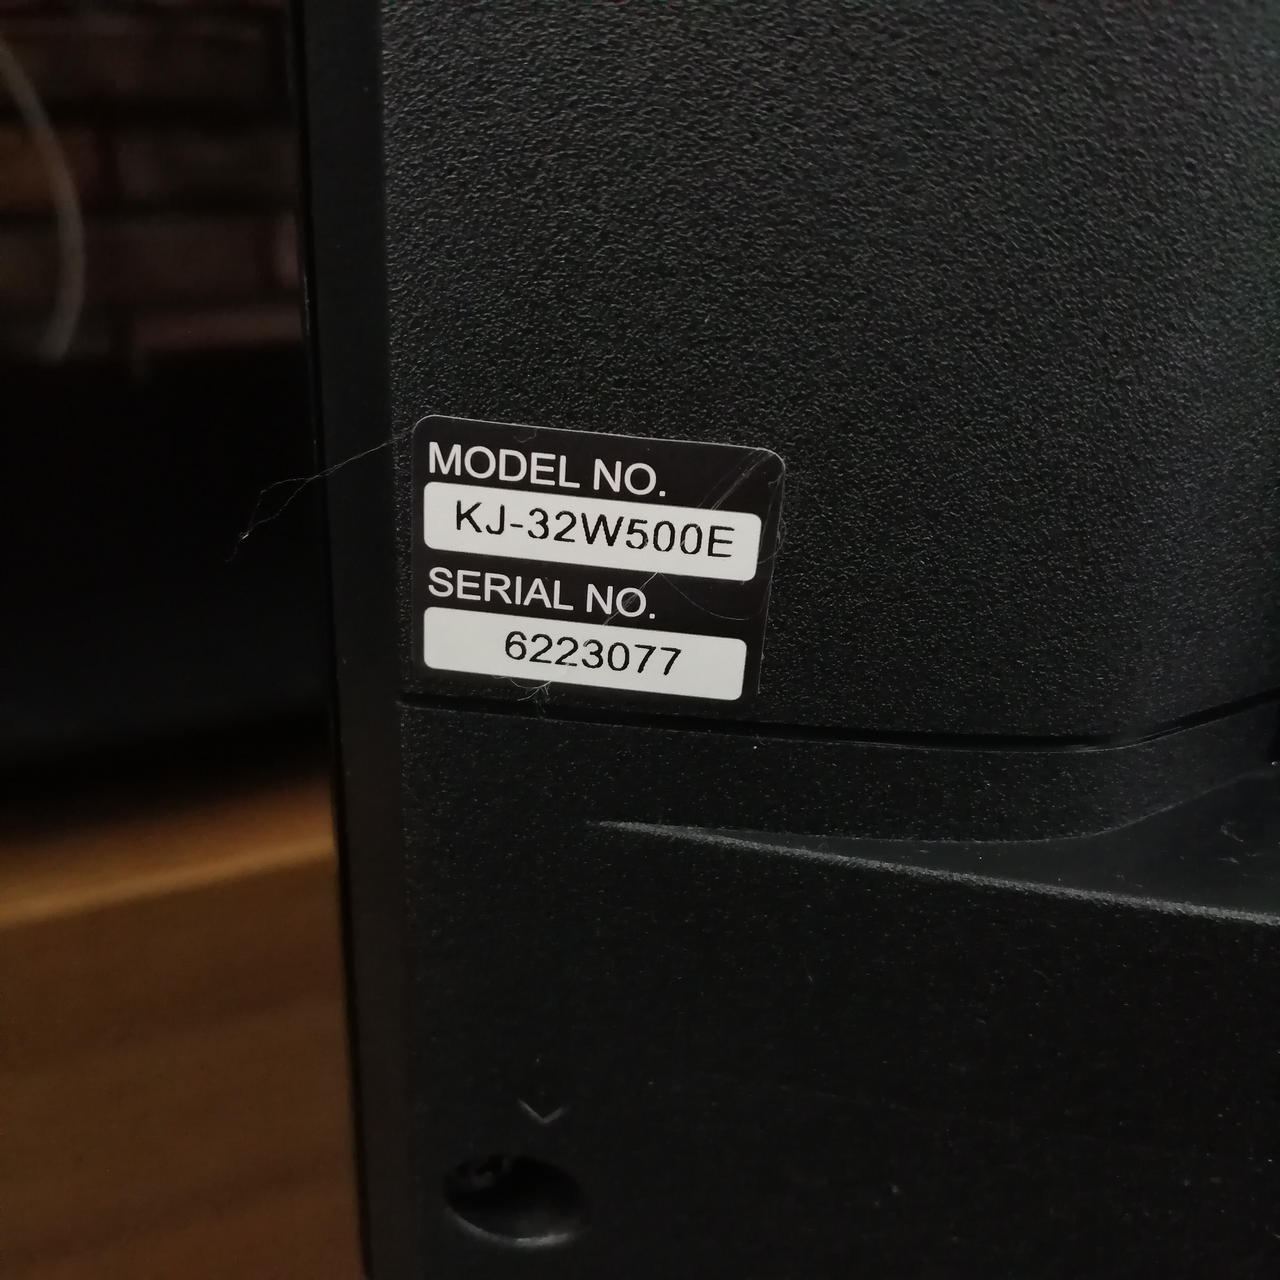 MODEL NO.
KJ-32W500E
SERIAL NO.
6223077